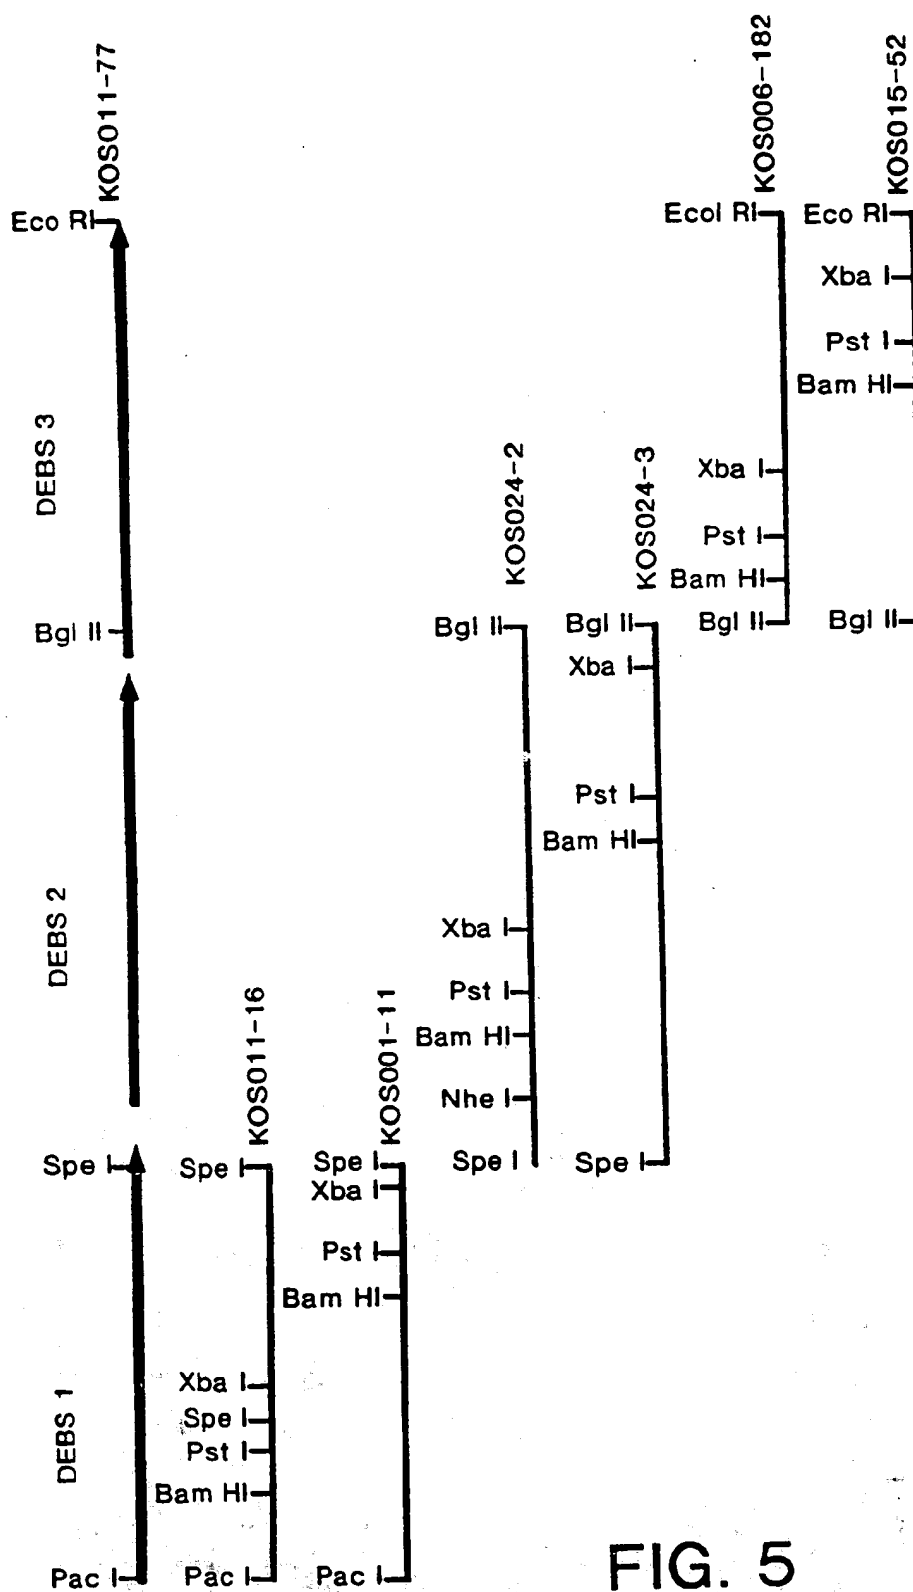 KOS011-77
Eco RI
DEBS 3
Bgl II
DEBS 2
Spe I
DEBS 1
Pac I
KOS011-16
Spe I
Xba I
Spe I
Pst I
Bam HI
Pac I
KOS001-11
Spe I
Xba I
Pst I
Bam HI
Pac I
KOS024-2
Bgl II
Xba I
Pst I
Bam HI
Nhe I
Spe I
KOS024-3
Bgl II
Xba I
Pst I
Bam HI
Spe I
KOS006-182
EcoI RI
Xba I
Pst I
Bam HI
Bgl II
KOS015-52
Eco RI
Xba I
Pst I
Bam HI
Bgl II
FIG. 5